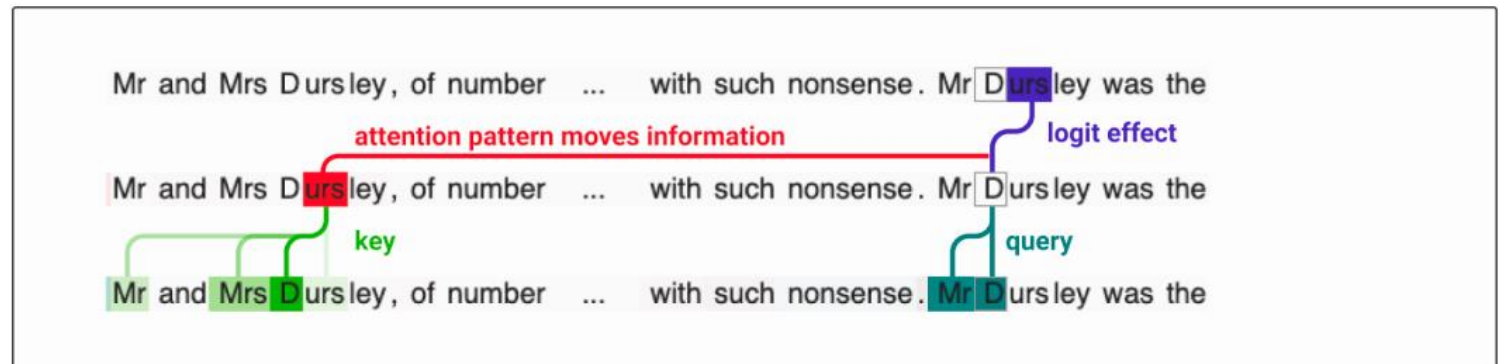 Mr and Mrs Dursley, of number ... with such nonsense. Mr Dursley was the
attention pattern moves information
logit effect
Mr and Mrs Dursley, of number ... with such nonsense. Mr Dursley was the
key
query
Mr and Mrs Dursley, of number ... with such nonsense. Mr Dursley was the